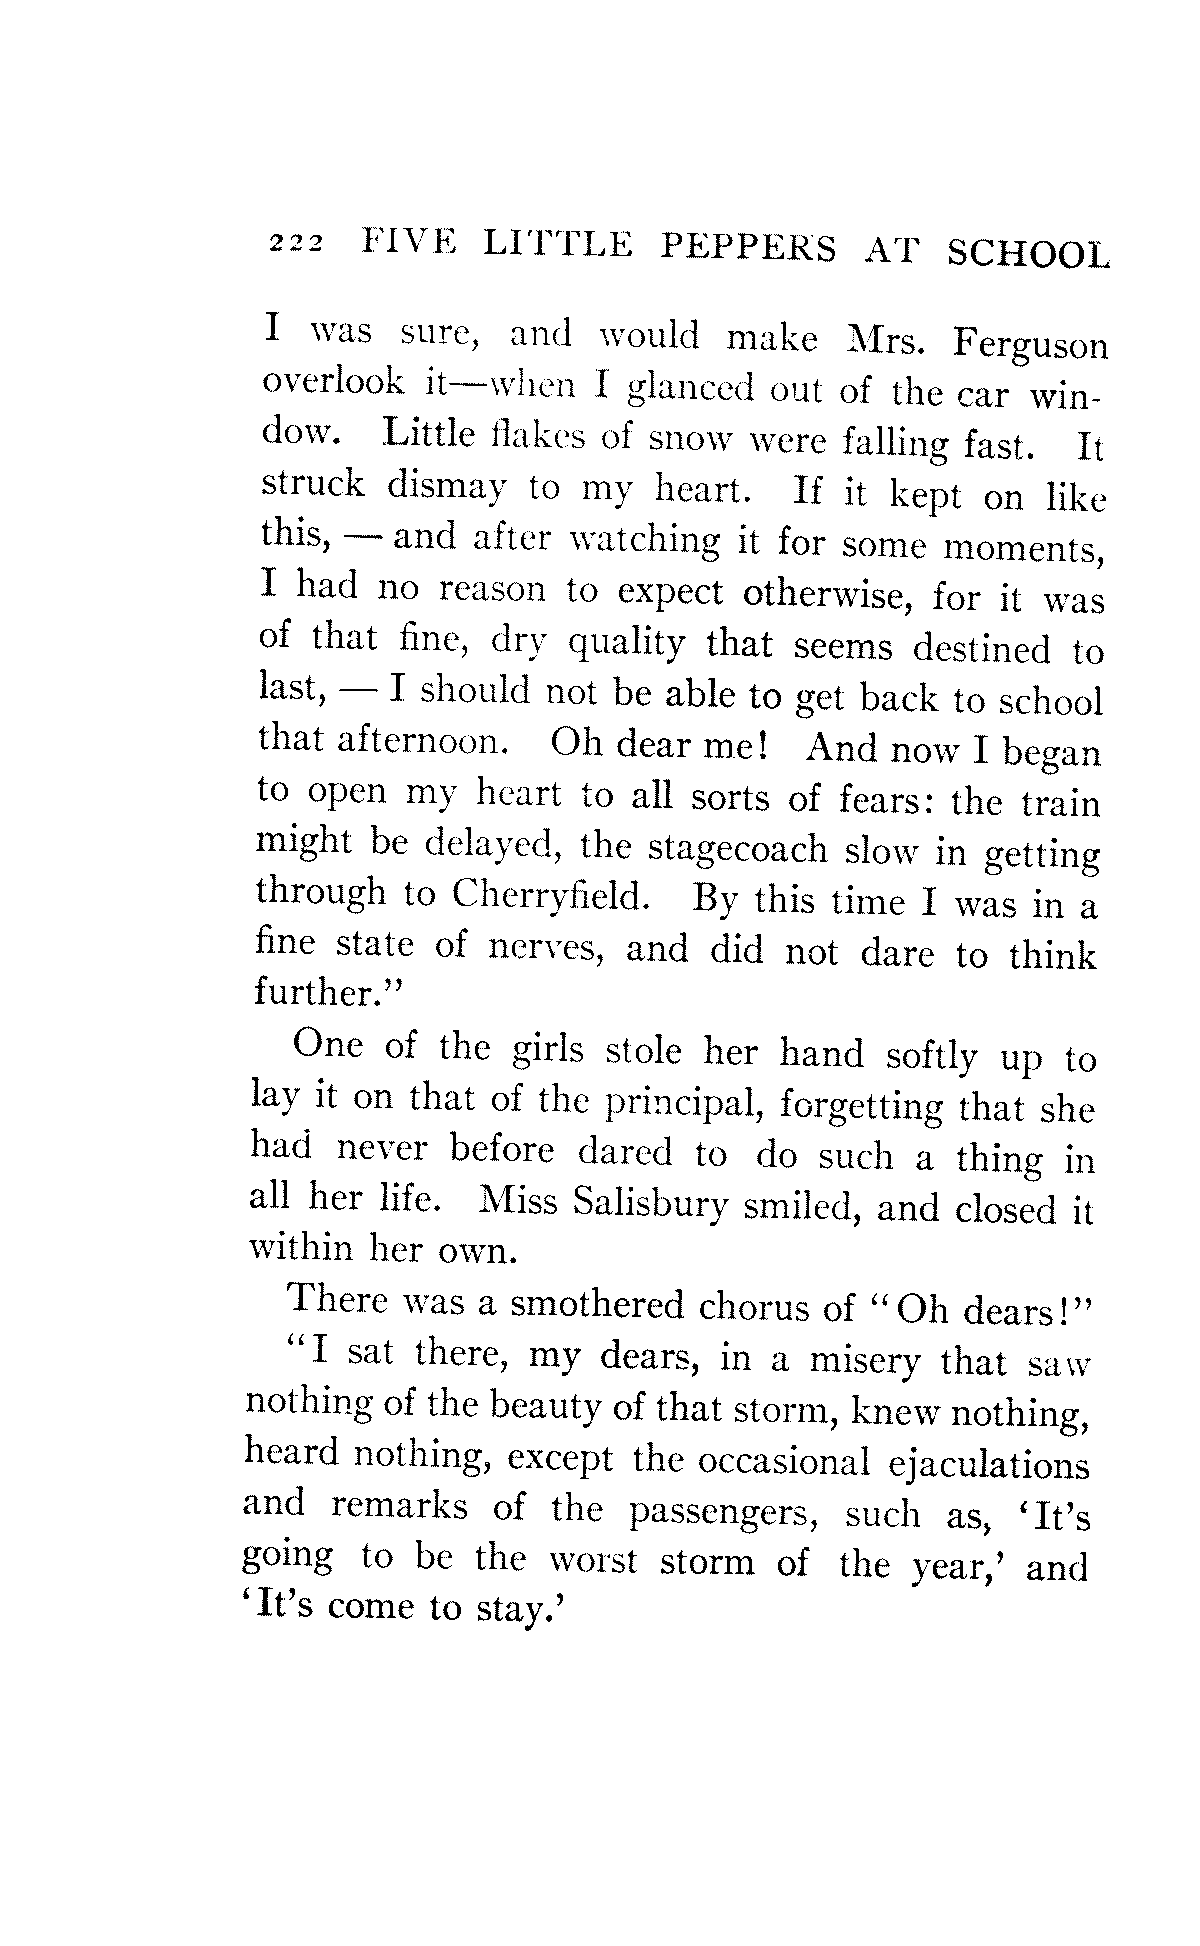 222 FIVE LITTLE PEPPERS AT SCHOOL
I was sure, and would make Mrs. Ferguson
overlook it—when I glanced out of the car win-
dow. Little flakes of snow were falling fast. It
struck dismay to my heart. If it kept on like
this, — and after watching it for some moments,
I had no reason to expect otherwise, for it was
of that fine, dry quality that seems destined to
last, — I should not be able to get back to school
that afternoon. Oh dear me! And now I began
to open my heart to all sorts of fears: the train
might be delayed, the stagecoach slow in getting
through to Cherryfield. By this time I was in a
fine state of nerves, and did not dare to think
further.”
One of the girls stole her hand softly up to
lay it on that of the principal, forgetting that she
had never before dared to do such a thing in
all her life. Miss Salisbury smiled, and closed it
within her own.
There was a smothered chorus of “Oh dears!”
“I sat there, my dears, in a misery that saw
nothing of the beauty of that storm, knew nothing,
heard nothing, except the occasional ejaculations
and remarks of the passengers, such as, ‘It’s
going to be the worst storm of the year,’ and
‘It’s come to stay.’